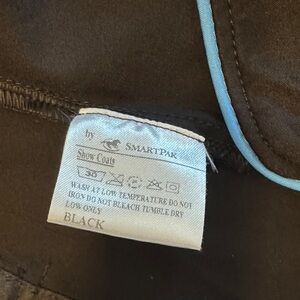 by SMARTPAK
Show Coats
30
WASH AT LOW TEMPERATURE DO NOT
IRON DO NOT BLEACH TUMBLE DRY
LOW ONLY
BLACK